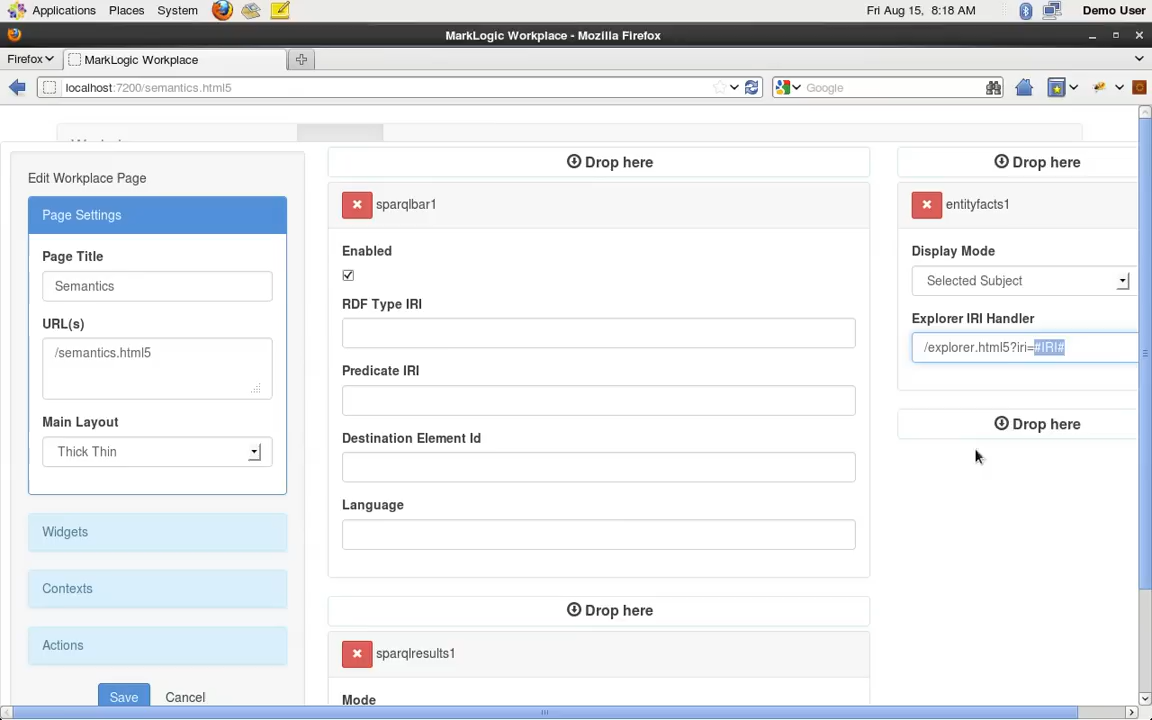 Applications Places System Fri Aug 15, 8:18 AM Demo User
MarkLogic Workplace - Mozilla Firefox
Firefox MarkLogic Workplace
localhost:7200/semantics.html5 Google
Drop here Drop here
Edit Workplace Page
Page Settings
Page Title
Semantics
URL(s)
/semantics.html5
Main Layout
Thick Thin
Widgets
Contexts
Actions
Save Cancel
sparqlbar1
Enabled
RDF Type IRI
Predicate IRI
Destination Element Id
Language
Drop here
sparqlresults1
Mode
entityfacts1
Display Mode
Selected Subject
Explorer IRI Handler
/explorer.html5?iri=#IRI#
Drop here